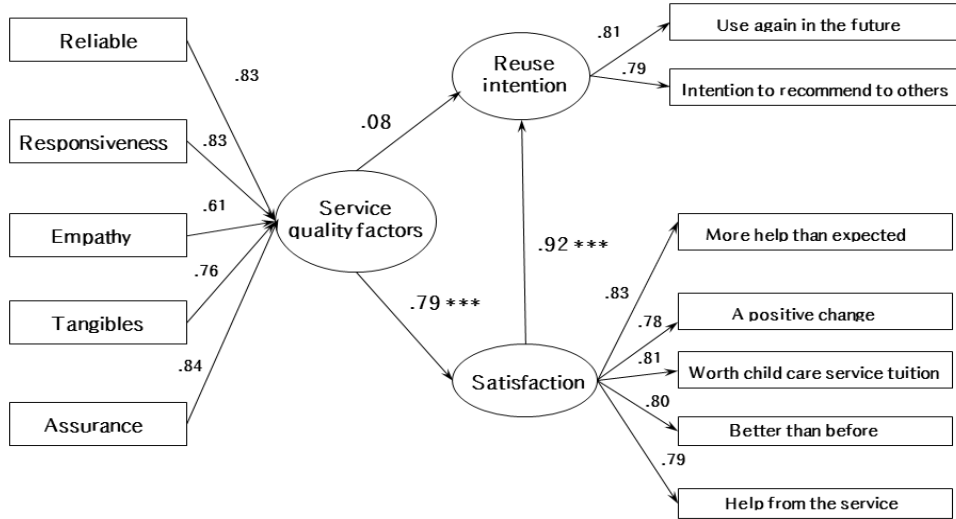 Reliable
.83
Responsiveness
.83
Empathy
.61
Tangibles
.76
Assurance
.84
Service
quality factors
.08
.79 ***
Reuse
intention
.92 ***
Satisfaction
.81
Use again in the future
.79
Intention to recommend to others
.83
More help than expected
.78
A positive change
.81
Worth child care service tuition
.80
Better than before
.79
Help from the service